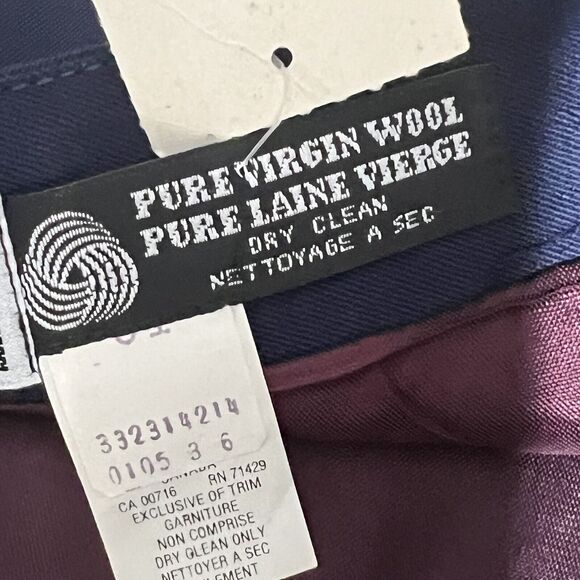 PURE VIRGIN WOOL
PURE LAINE VIERGE
DRY CLEAN
NETTOYAGE A SEC
332314214
0105 3 6
CANADA
CA 00716 RN 71429
EXCLUSIVE OF TRIM
GARNITURE
NON COMPRISE
DRY CLEAN ONLY
NETTOYER A SEC